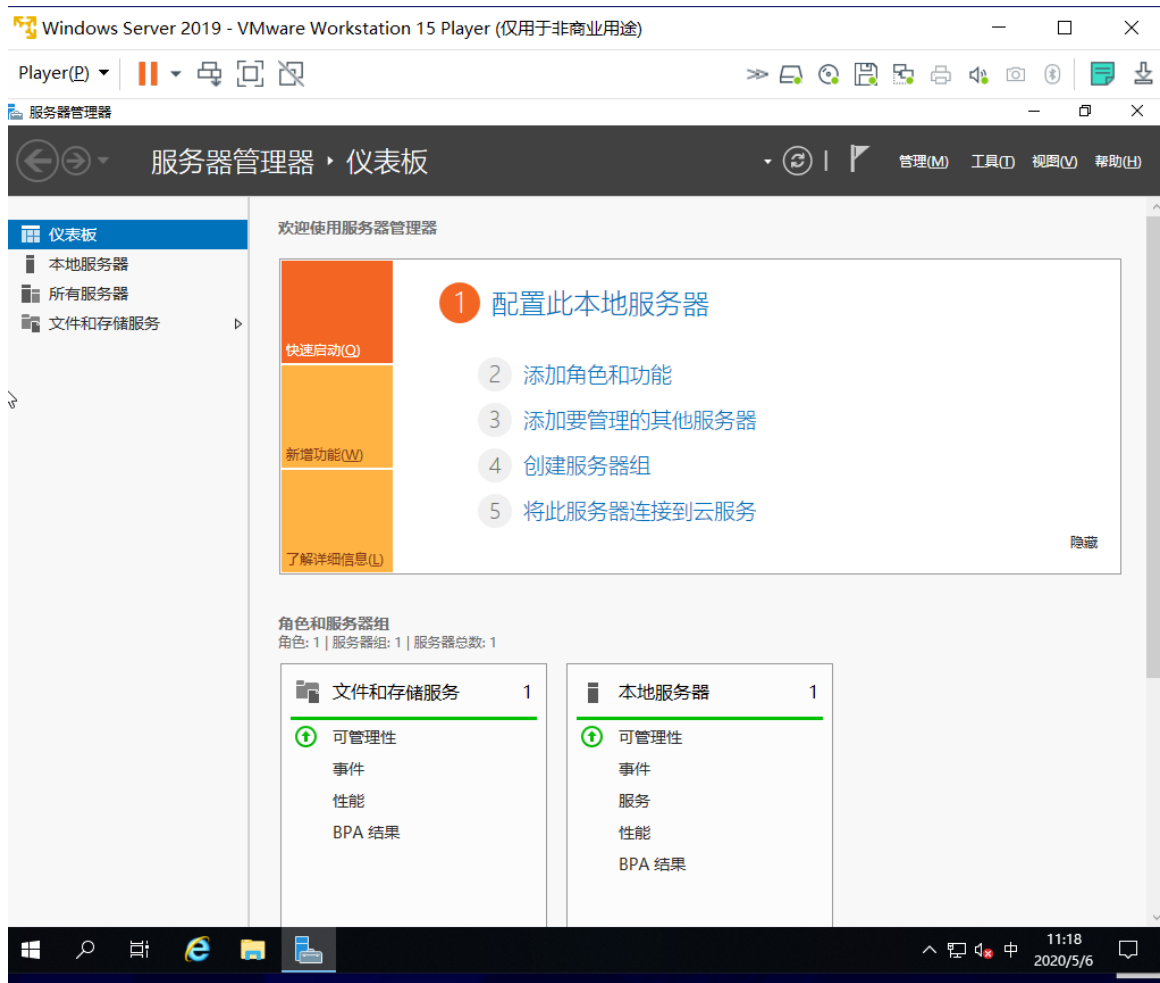 Windows Server 2019 - VMware Workstation 15 Player (仅用于非商业用途)
Player(P)
服务器管理器
服务器管理器 仪表板
管理(M) 工具(T) 视图(V) 帮助(H)
仪表板
本地服务器
所有服务器
文件和存储服务
欢迎使用服务器管理器
快速启动(Q)
新增功能(W)
了解详细信息(L)
1 配置此本地服务器
2 添加角色和功能
3 添加要管理的其他服务器
4 创建服务器组
5 将此服务器连接到云服务
隐藏
角色和服务器组
角色: 1 | 服务器组: 1 | 服务器总数: 1
文件和存储服务 1
可管理性
事件
性能
BPA 结果
本地服务器 1
可管理性
事件
服务
性能
BPA 结果
中
11:18
2020/5/6